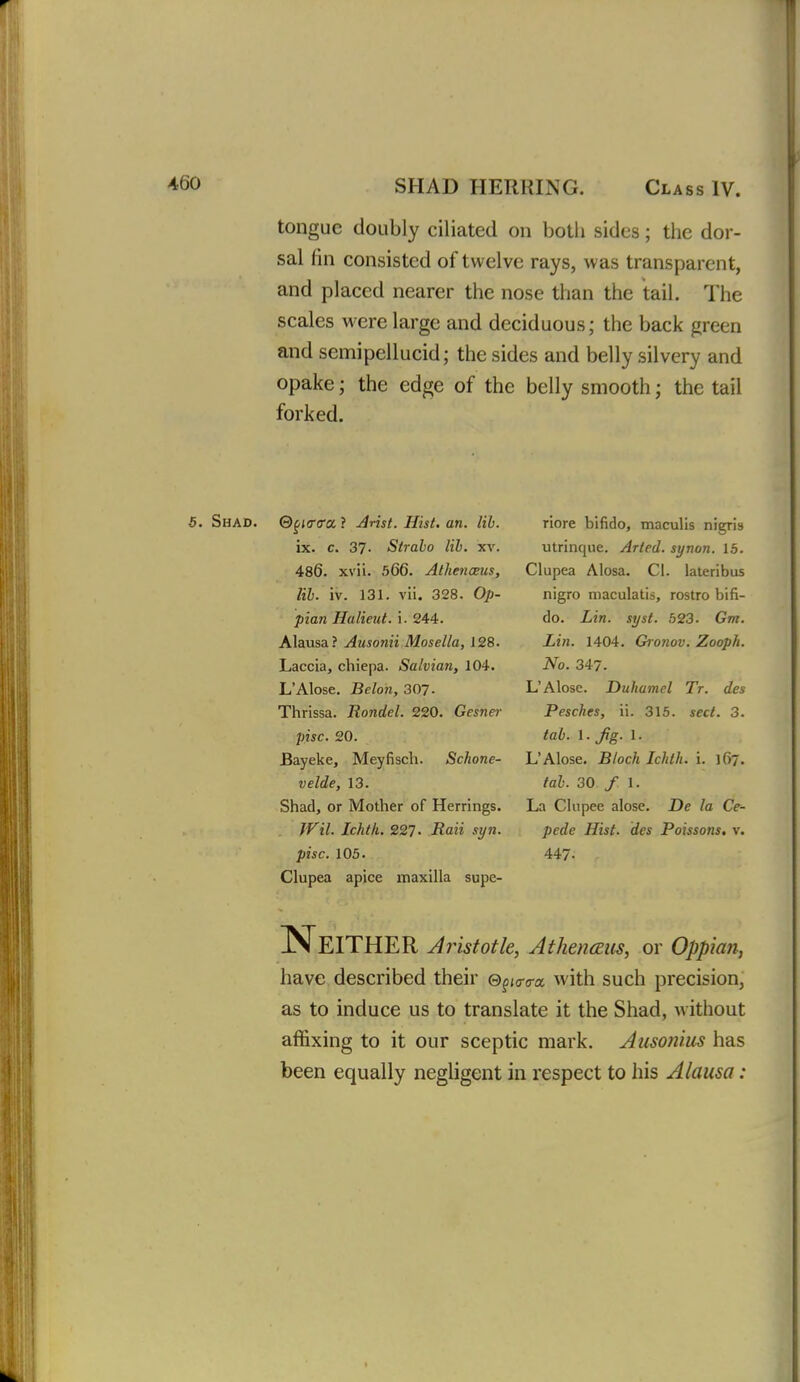 460 SHAD HERRING. Class IV.
tongue doubly ciliated on both sides; the dor-
sal fin consisted of twelve rays, was transparent,
and placed nearer the nose than the tail. The
scales were large and deciduous; the back green
and semipellucid; the sides and belly silvery and
opake; the edge of the belly smooth; the tail
forked.
5. Shad.
Θρισσα? Arist. Hist. an. lib.
ix. c. 37. Strabo lib. xv.
486. xvii. 566. Athenæus,
lib. iv. 131. vii. 328. Op-
pian Halieut. i. 244.
Alausa? Ausonii Mosella, 128.
Laccia, chiepa. Salvian, 104.
L'Alose. Belon, 307.
Thrissa. Rondel. 220. Gesner
pisc. 20.
Bayeke, Meyfisch. Schone-
velde, 13.
Shad, or Mother of Herrings.
Wil. Ichth. 227. Raii syn.
pisc. 105.
Clupea apice maxilla supe-
riore bifido, maculis nigris
utrinque. Arted. synon. 15.
Clupea Alosa. Cl. lateribus
nigro maculatis, rostro bifi-
do. Lin. syst. 523. Gm.
Lin. 1404. Gronov. Zooph.
No. 347.
L'Alose. Duhamel Tr. des
Pesches, ii. 315. sect. 3.
tab. 1. fig. 1.
L'Alose. Bloch Ichth. i. 167.
tab. 30 f. 1.
La Clupee alose. De la Ce-
pede Hist. des Poissons. v.
447.
NEITHER Aristotle, Athenæus, or Oppian,
have described their Θρισσα with such precision,
as to induce us to translate it the Shad, without
affixing to it our sceptic mark. Ausonius has
been equally negligent in respect to his Alausa: